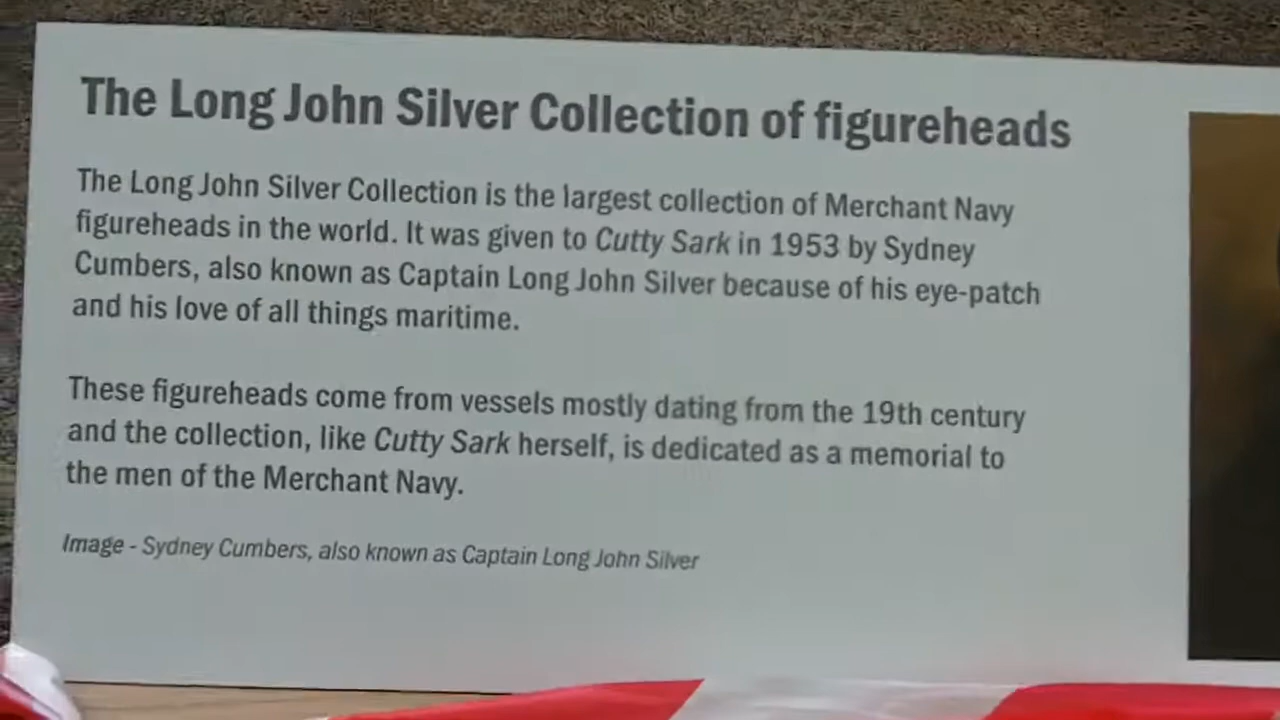 The Long John Silver Collection of figureheads
The Long John Silver Collection is the largest collection of Merchant Navy
figureheads in the world. It was given to Cutty Sark in 1953 by Sydney
Cumbers, also known as Captain Long John Silver because of his eye-patch
and his love of all things maritime.
These figureheads come from vessels mostly dating from the 19th century
and the collection, like Cutty Sark herself, is dedicated as a memorial to
the men of the Merchant Navy.
Image - Sydney Cumbers, also known as Captain Long John Silver